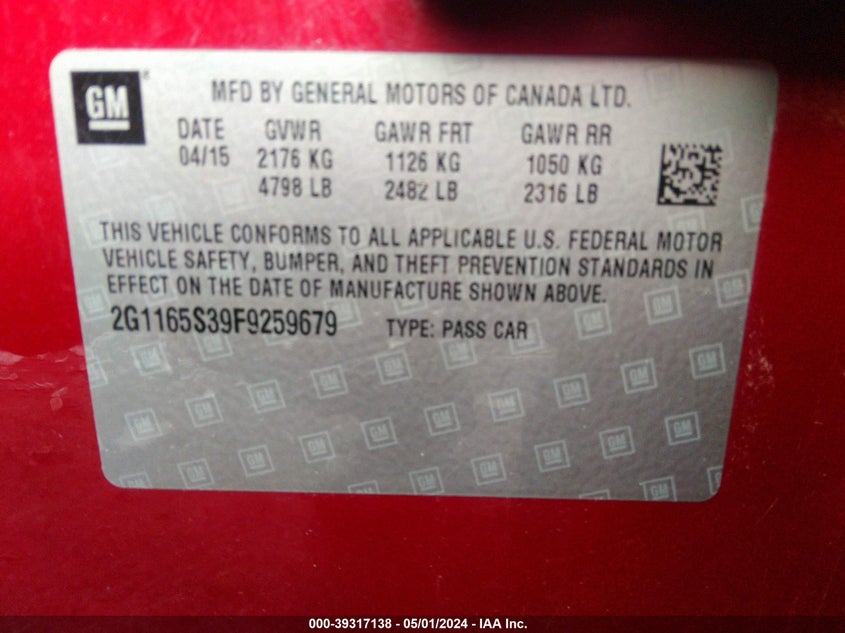 GM
MFD BY GENERAL MOTORS OF CANADA LTD.
DATE GVWR GAWR FRT GAWR RR
04/15 2176 KG 1126 KG 1050 KG
4798 LB 2482 LB 2316 LB
THIS VEHICLE CONFORMS TO ALL APPLICABLE U.S. FEDERAL MOTOR
VEHICLE SAFETY, BUMPER, AND THEFT PREVENTION STANDARDS IN
EFFECT ON THE DATE OF MANUFACTURE SHOWN ABOVE.
2G1165S39F9259679 TYPE: PASS CAR
000-39317138 - 05/01/2024 - IAA Inc.